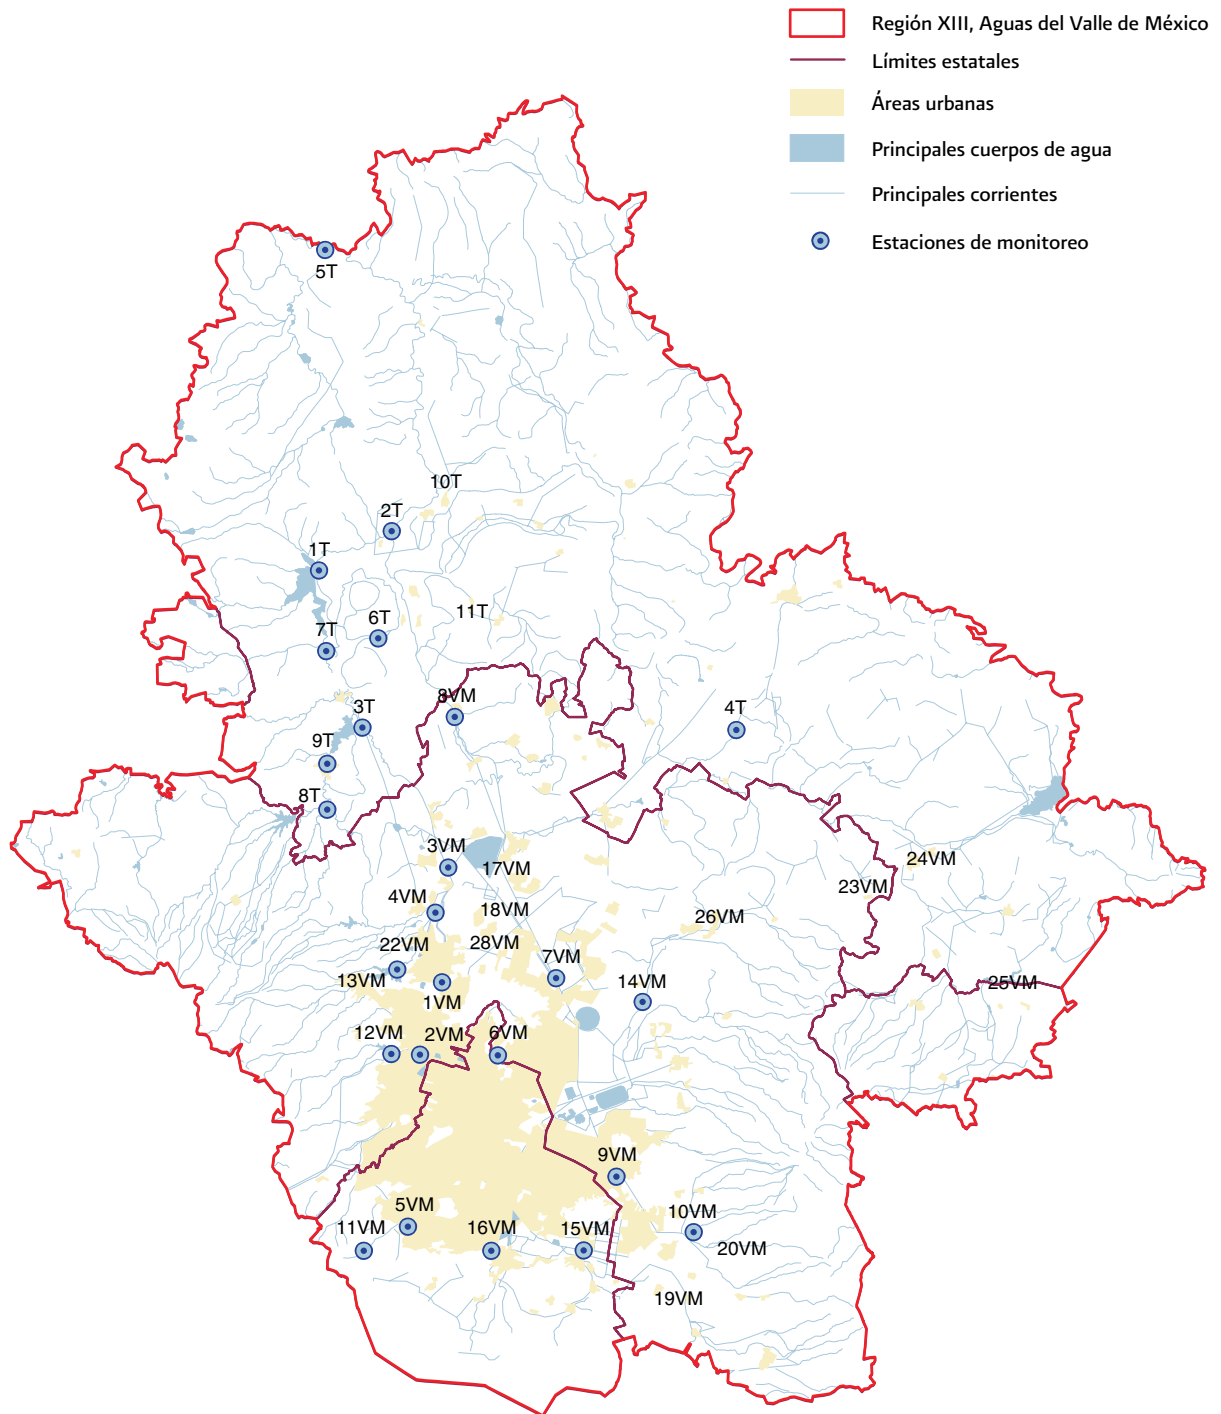 Región XIII, Aguas del Valle de México
Límites estatales
Áreas urbanas
Principales cuerpos de agua
Principales corrientes
Estaciones de monitoreo
5T
10T
2T
1T
11T
6T
7T
8VM
3T
4T
9T
8T
3VM
17VM
24VM
23VM
4VM
18VM
26VM
22VM
28VM
7VM
13VM
14VM
25VM
1VM
12VM
2VM
6VM
9VM
5VM
11VM
16VM
15VM
10VM
20VM
19VM